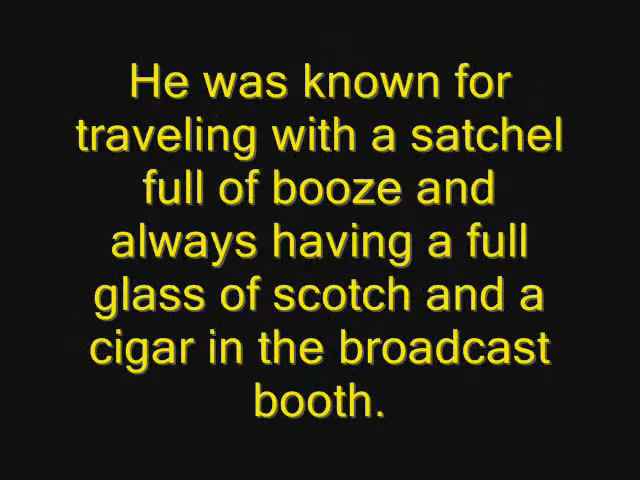 He was known for
traveling with a satchel
full of booze and
always having a full
glass of scotch and a
cigar in the broadcast
booth.